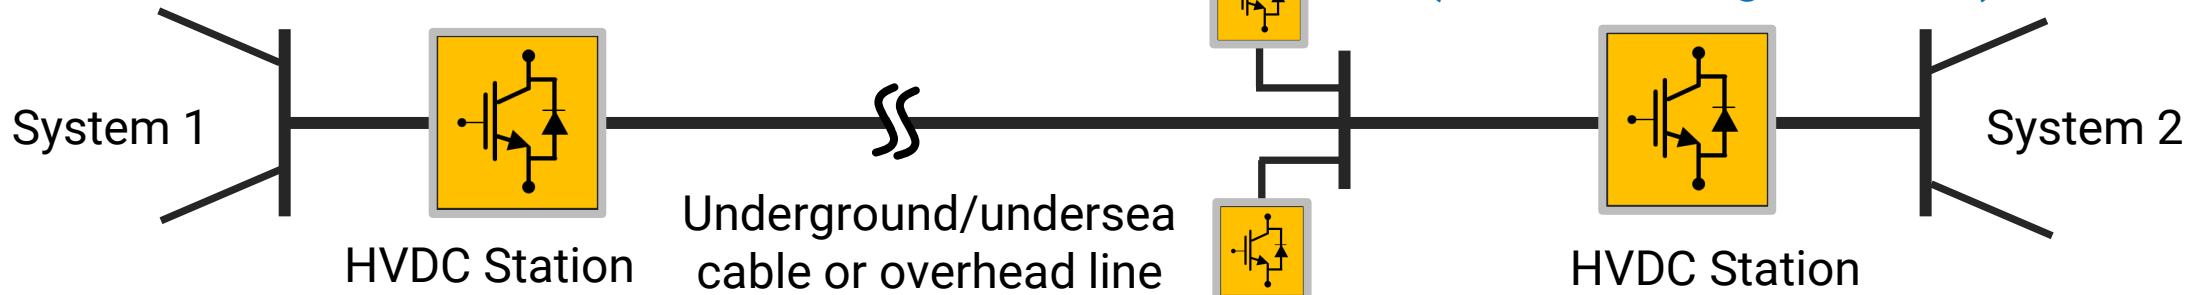 System 1
System 2
Underground/undersea
cable or overhead line
HVDC Station
HVDC Station